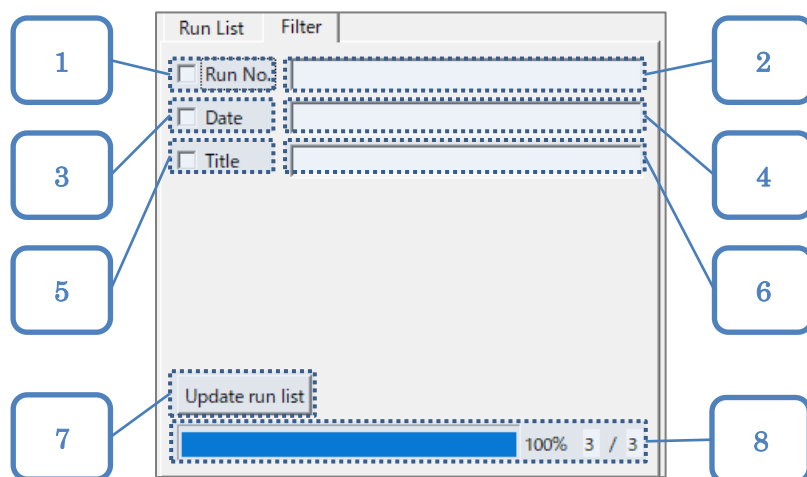 Run List Filter
1 Run No. 2
3 Date 4
5 Title 6
Update run list
7 100% 3 / 3 8